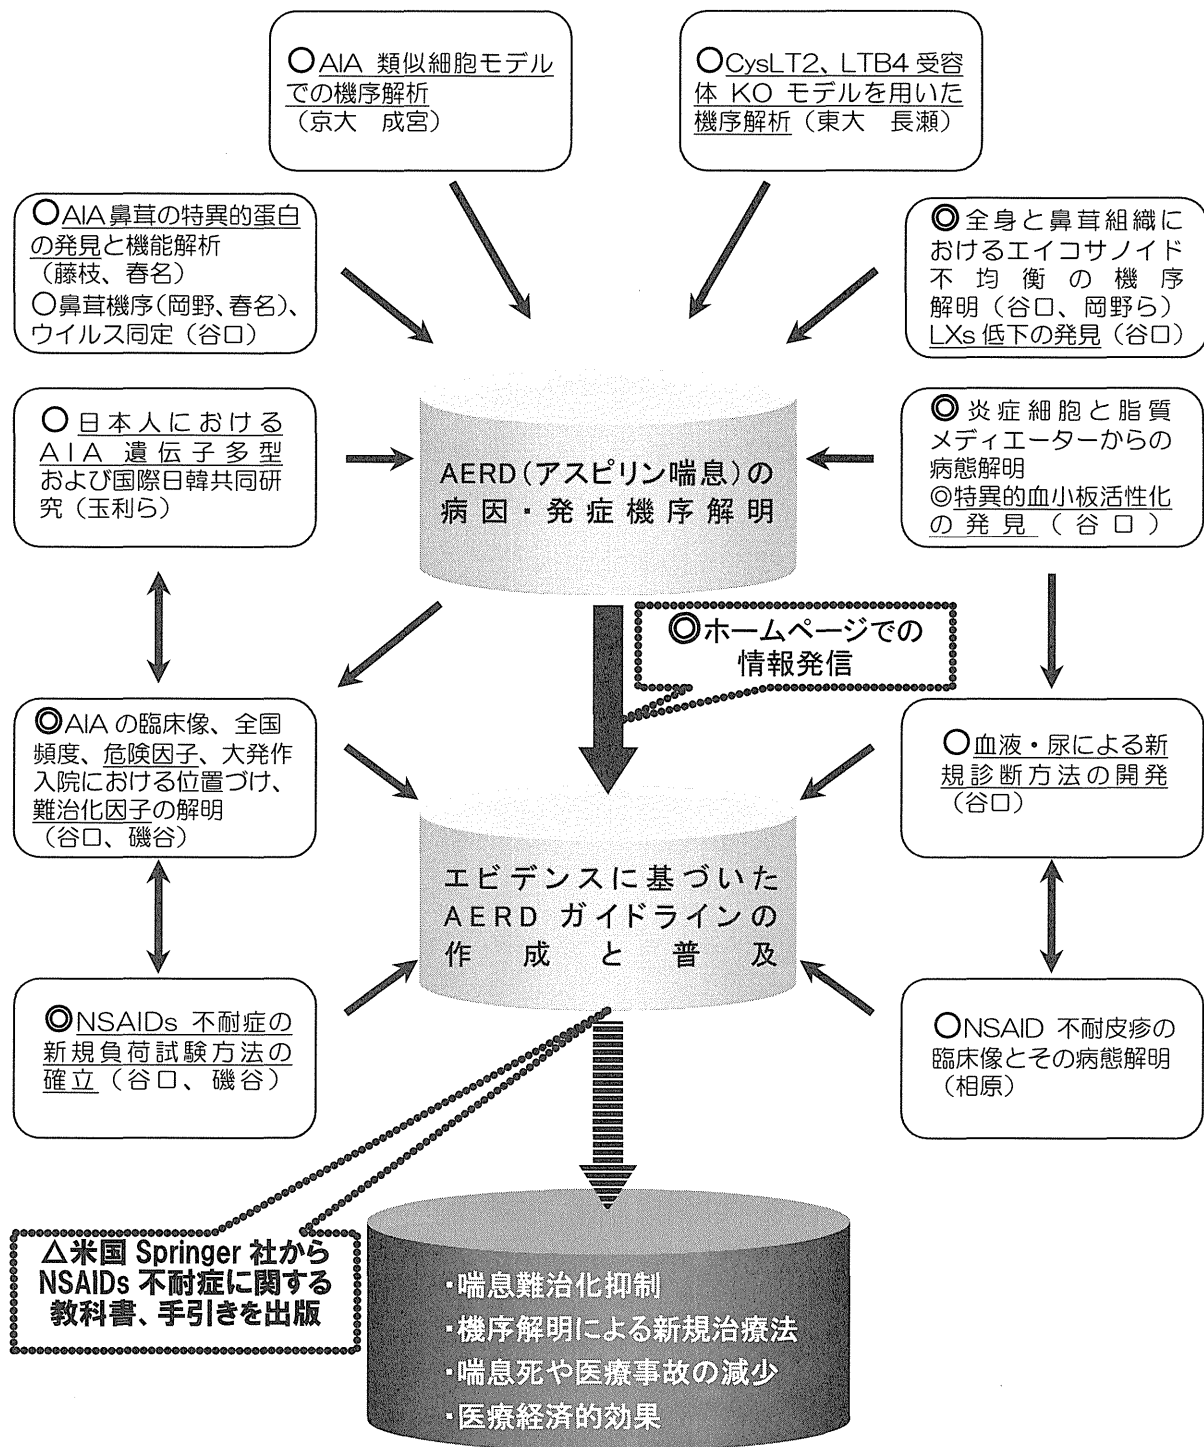 ○AIA 類似細胞モデル
での機序解析
（京大 成宮）
○CysLT2、LTB4 受容
体 KO モデルを用いた
機序解析（東大 長瀬）
○AIA鼻茸の特異的蛋白
の発見と機能解析
（藤枝、春名）
○鼻茸機序（岡野、春名）、
ウイルス同定（谷口）
◎全身と鼻茸組織に
おけるエイコサノイド
不均衡の機序
解明（谷口、岡野ら）
LXs 低下の発見（谷口）
○日本人における
AIA 遺伝子多型
および国際日韓共同研
究（玉利ら）
AERD（アスピリン喘息）の
病因・発症機序解明
◎炎症細胞と脂質
メディエーターからの
病態解明
◎特異的血小板活性化
の発見（谷口）
◎ホームページでの
情報発信
◎AIA の臨床像、全国
頻度、危険因子、大発作
入院における位置づけ、
難治化因子の解明
（谷口、磯谷）
○血液・尿による新
規診断方法の開発
（谷口）
エビデンスに基づいた
AERD ガイドラインの
作成と普及
◎NSAIDs 不耐症の
新規負荷試験方法の
確立（谷口、磯谷）
○NSAID 不耐皮疹の
臨床像とその病態解明
（相原）
△米国 Springer 社から
NSAIDs 不耐症に関する
教科書、手引きを出版
・喘息難治化抑制
・機序解明による新規治療法
・喘息死や医療事故の減少
・医療経済的効果